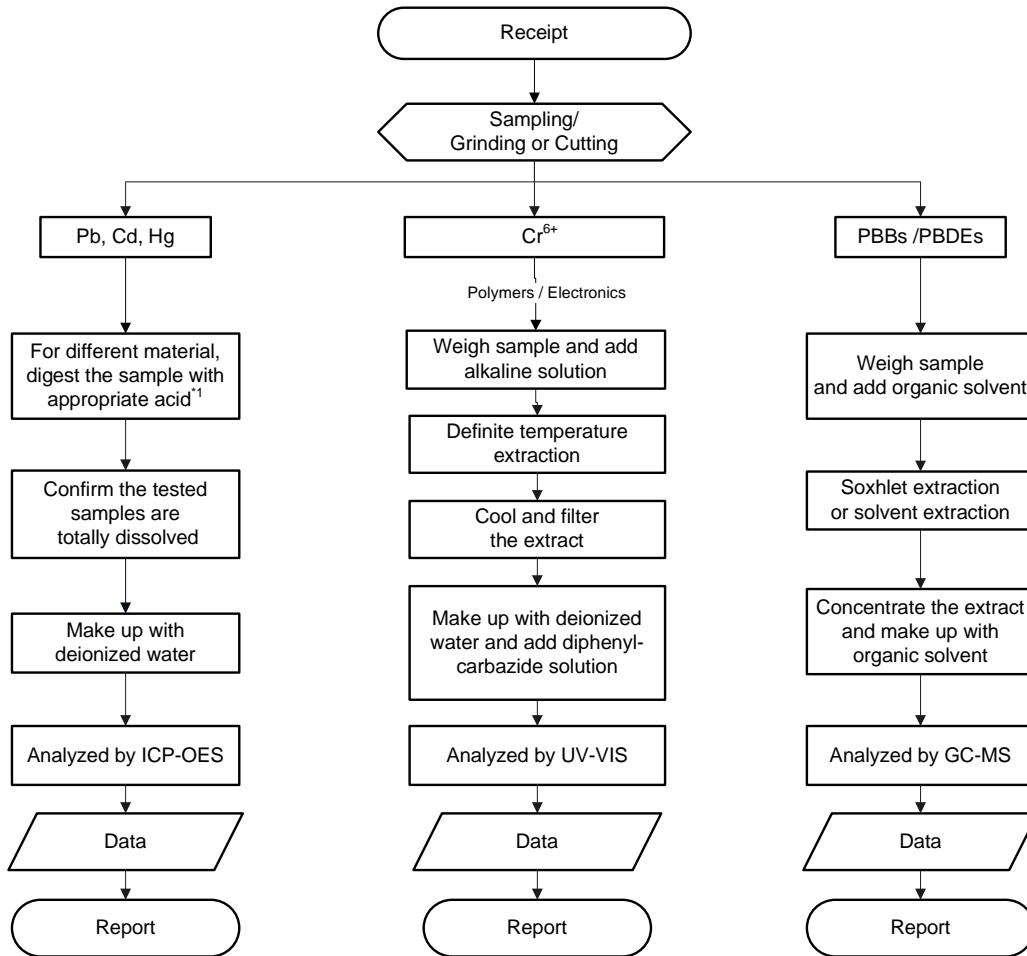 Receipt
Sampling/
Grinding or Cutting
Pb, Cd, Hg
Cr⁶⁺
PBBs /PBDEs
Polymers / Electronics
For different material,
digest the sample with
appropriate acid*¹
Weigh sample and add
alkaline solution
Weigh sample
and add organic solvent
Definite temperature
extraction
Confirm the tested
samples are
totally dissolved
Cool and filter
the extract
Soxhlet extraction
or solvent extraction
Make up with
deionized water
Make up with deionized
water and add diphenyl-
carbazide solution
Concentrate the extract
and make up with
organic solvent
Analyzed by ICP-OES
Analyzed by UV-VIS
Analyzed by GC-MS
Data
Data
Data
Report
Report
Report